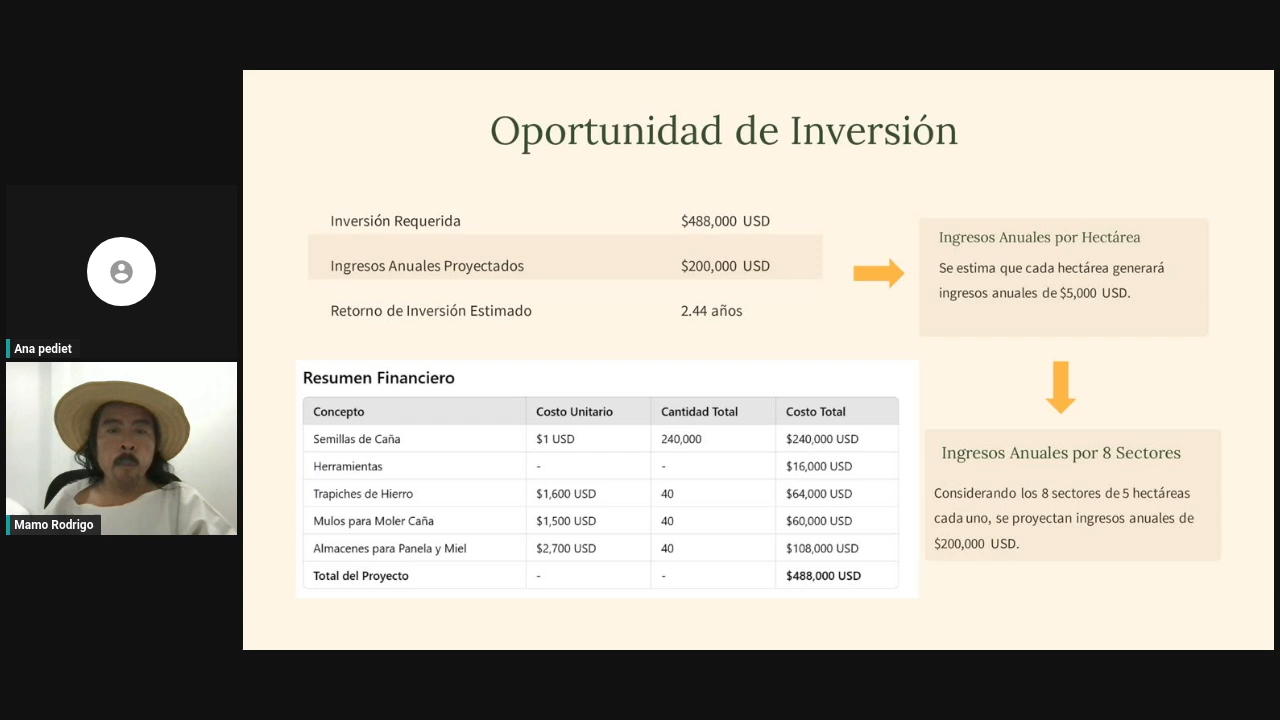 Oportunidad de Inversión
Inversión Requerida $488,000 USD
Ingresos Anuales Proyectados $200,000 USD
Retorno de Inversión Estimado 2.44 años
Ingresos Anuales por Hectárea
Se estima que cada hectárea generará
ingresos anuales de $5,000 USD.
Resumen Financiero
Concepto Costo Unitario Cantidad Total Costo Total
Semillas de Caña $1 USD 240,000 $240,000 USD
Herramientas - - $16,000 USD
Trapiches de Hierro $1,600 USD 40 $64,000 USD
Mulos para Moler Caña $1,500 USD 40 $60,000 USD
Almacenes para Panela y Miel $2,700 USD 40 $108,000 USD
Total del Proyecto - - $488,000 USD
Ingresos Anuales por 8 Sectores
Considerando los 8 sectores de 5 hectáreas
cada uno, se proyectan ingresos anuales de
$200,000 USD.
Ana pediet
Mamo Rodrigo